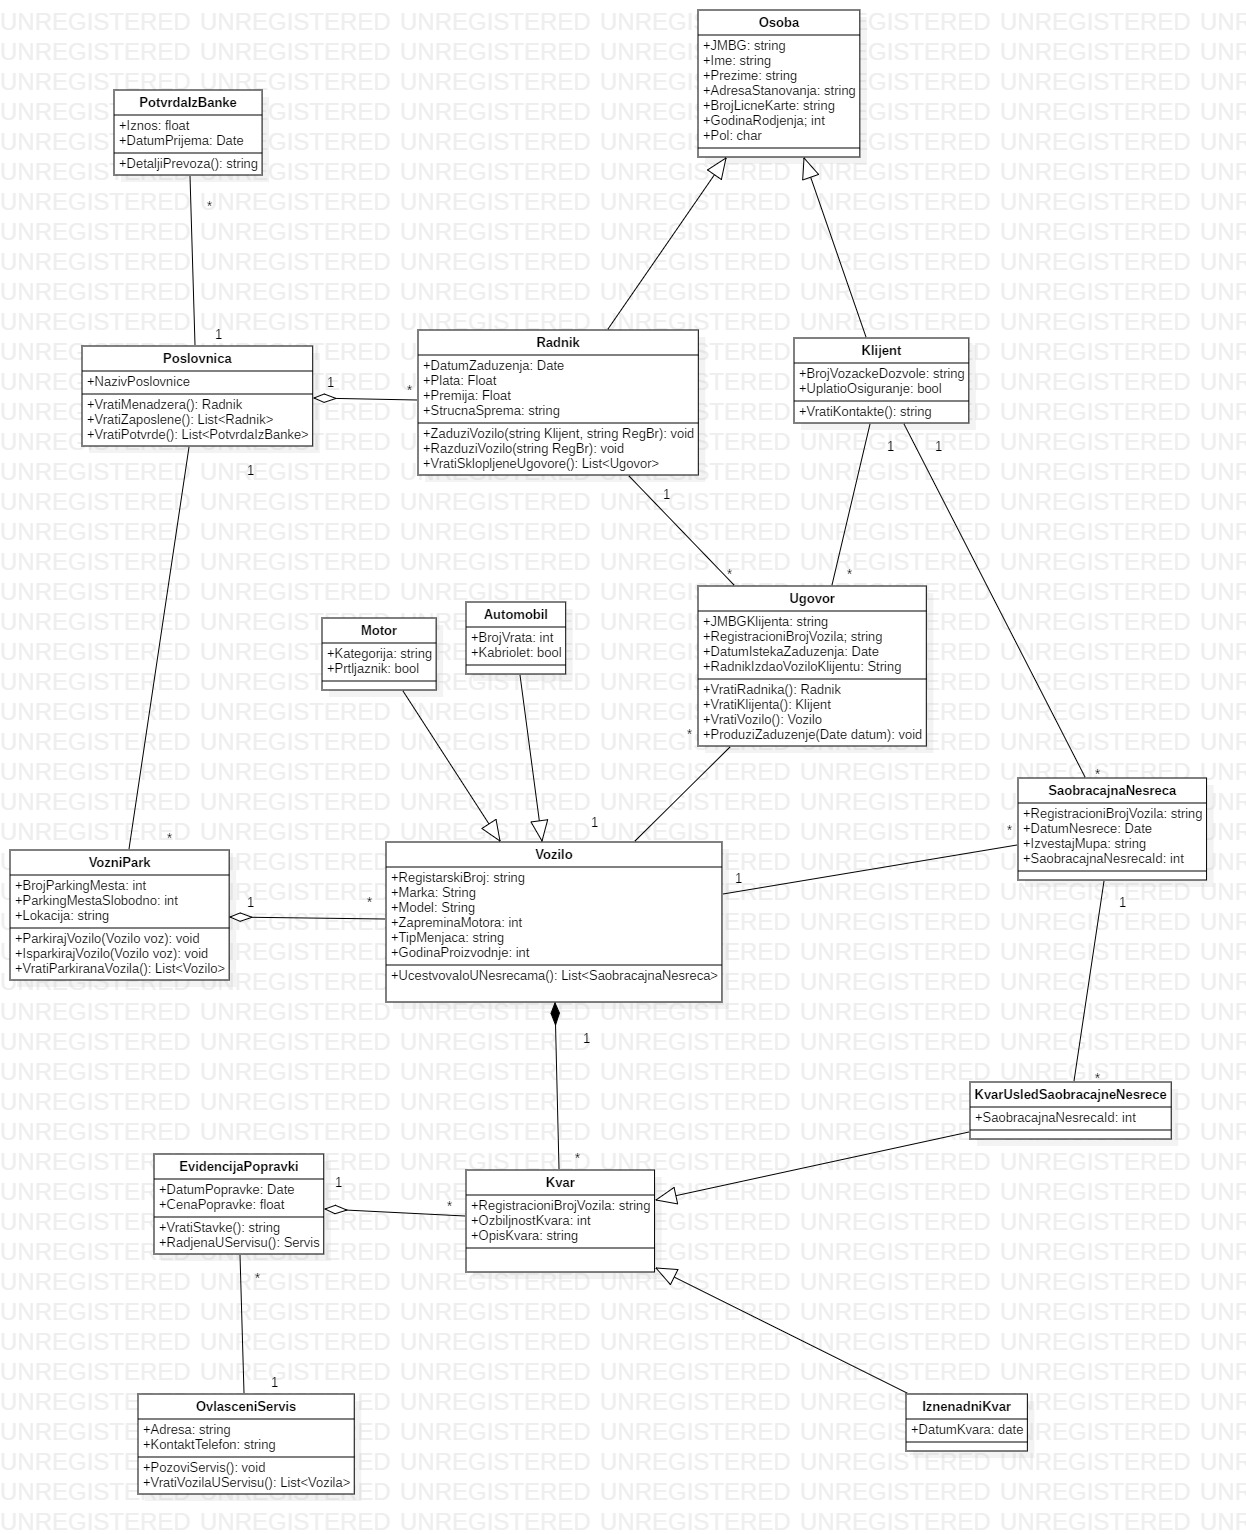 Osoba
+JMBG: string
+Ime: string
+Prezime: string
+AdresaStanovanja: string
+BrojLicneKarte: string
+GodinaRodjenja; int
+Pol: char
PotvrdaIzBanke
+Iznos: float
+DatumPrijema: Date
+DetaljiPrevoza(): string
*
1
Poslovnica
+NazivPoslovnice
+VratiMenadzera(): Radnik
+VratiZaposlene(): List<Radnik>
+VratiPotvrde(): List<PotvrdaIzBanke>
1
*
Radnik
+DatumZaduzenja: Date
+Plata: Float
+Premija: Float
+StrucnaSprema: string
+ZaduziVozilo(string Klijent, string RegBr): void
+RazduziVozilo(string RegBr): void
+VratiSklopljeneUgovore(): List<Ugovor>
Klijent
+BrojVozackeDozvole: string
+UplatioOsiguranje: bool
+VratiKontakte(): string
1
1
1
1
*
*
Motor
+Kategorija: string
+Prtljaznik: bool
Automobil
+BrojVrata: int
+Kabriolet: bool
Ugovor
+JMBGKlijenta: string
+RegistracioniBrojVozila; string
+DatumIstekaZaduzenja: Date
+RadnikIzdaoVoziloKlijentu: String
+VratiRadnika(): Radnik
+VratiKlijenta(): Klijent
+VratiVozilo(): Vozilo
+ProduziZaduzenje(Date datum): void
*
1
*
SaobracajnaNesreca
+RegistracioniBrojVozila: string
+DatumNesrece: Date
+IzvestajMupa: string
+SaobracajnaNesrecaId: int
*
1
1
*
VozniPark
+BrojParkingMesta: int
+ParkingMestaSlobodno: int
+Lokacija: string
+ParkirajVozilo(Vozilo voz): void
+IsparkirajVozilo(Vozilo voz): void
+VratiParkiranaVozila(): List<Vozilo>
1
*
Vozilo
+RegistarskiBroj: string
+Marka: String
+Model: String
+ZapreminaMotora: int
+TipMenjaca: string
+GodinaProizvodnje: int
+UcestvovaloUNesrecama(): List<SaobracajnaNesreca>
1
*
*
KvarUsledSaobracajneNesrece
+SaobracajnaNesrecaId: int
EvidencijaPopravki
+DatumPopravke: Date
+CenaPopravke: float
+VratiStavke(): string
+RadjenaUServisu(): Servis
1
*
Kvar
+RegistracioniBrojVozila: string
+OzbiljnostKvara: int
+OpisKvara: string
*
1
OvlasceniServis
+Adresa: string
+KontaktTelefon: string
+PozoviServis(): void
+VratiVozilaUServisu(): List<Vozila>
IznenadniKvar
+DatumKvara: date
UNREGISTERED